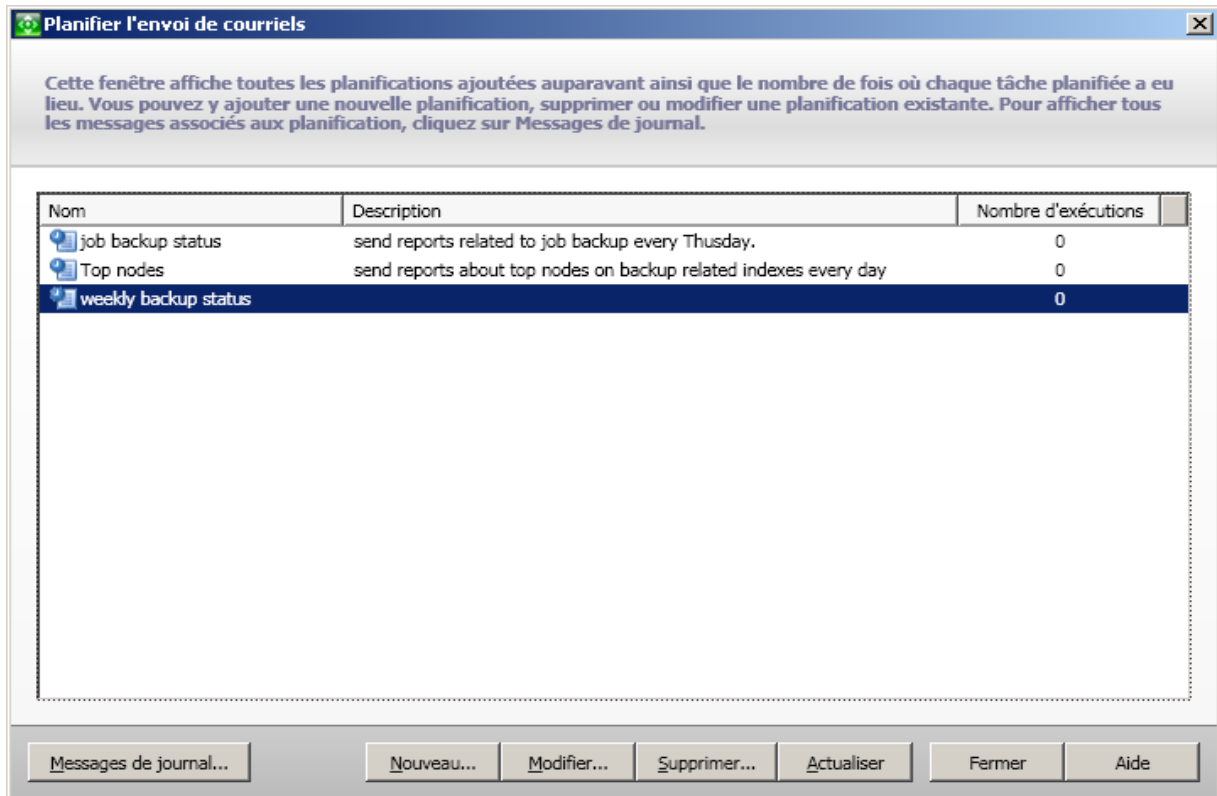 Planifier l'envoi de courriels
Cette fenêtre affiche toutes les planifications ajoutées auparavant ainsi que le nombre de fois où chaque tâche planifiée a eu
lieu. Vous pouvez y ajouter une nouvelle planification, supprimer ou modifier une planification existante. Pour afficher tous
les messages associés aux planification, cliquez sur Messages de journal.
Nom Description Nombre d'exécutions
job backup status send reports related to job backup every Thusday. 0
Top nodes send reports about top nodes on backup related indexes every day 0
weekly backup status 0
Messages de journal... Nouveau... Modifier... Supprimer... Actualiser Fermer Aide